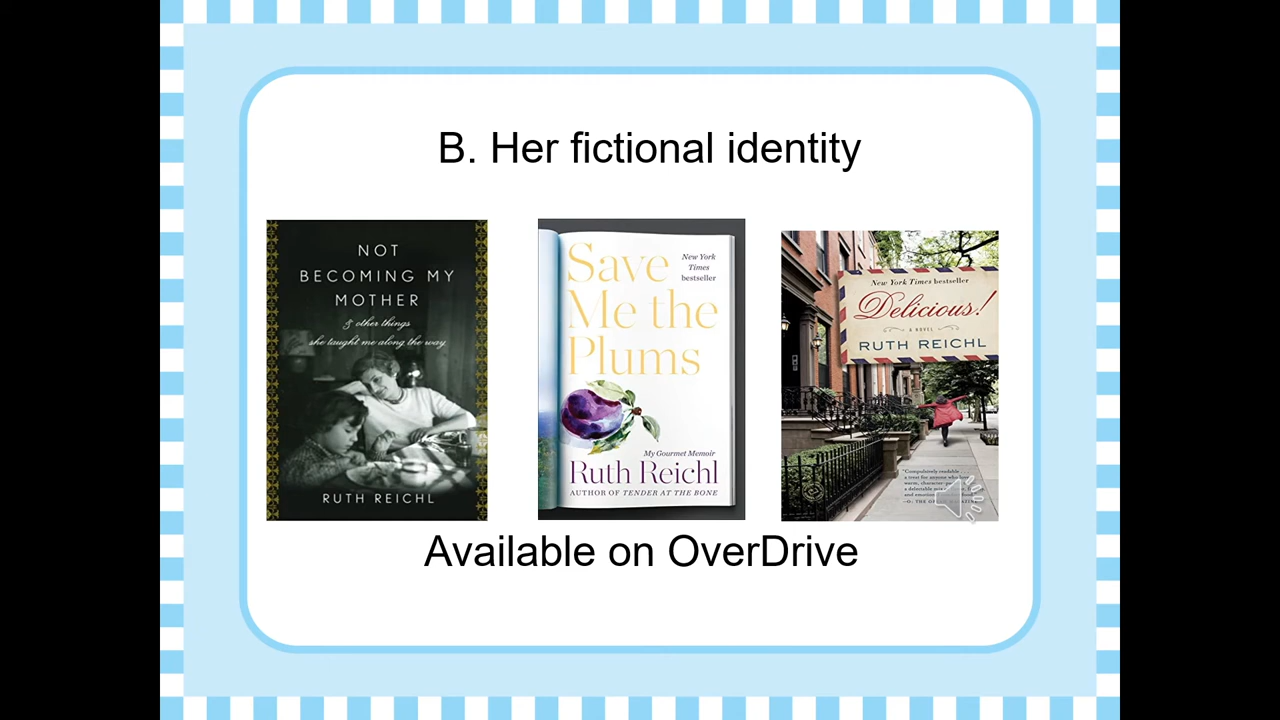 B. Her fictional identity
NOT
BECOMING MY
MOTHER
& other things
she taught me along the way
RUTH REICHL
Save
Me the
Plums
New York
Times
bestseller
My Gourmet Memoir
Ruth Reichl
AUTHOR OF TENDER AT THE BONE
New York Times bestseller
Delicious!
A NOVEL
RUTH REICHL
"Compulsively readable . . .
Available on OverDrive